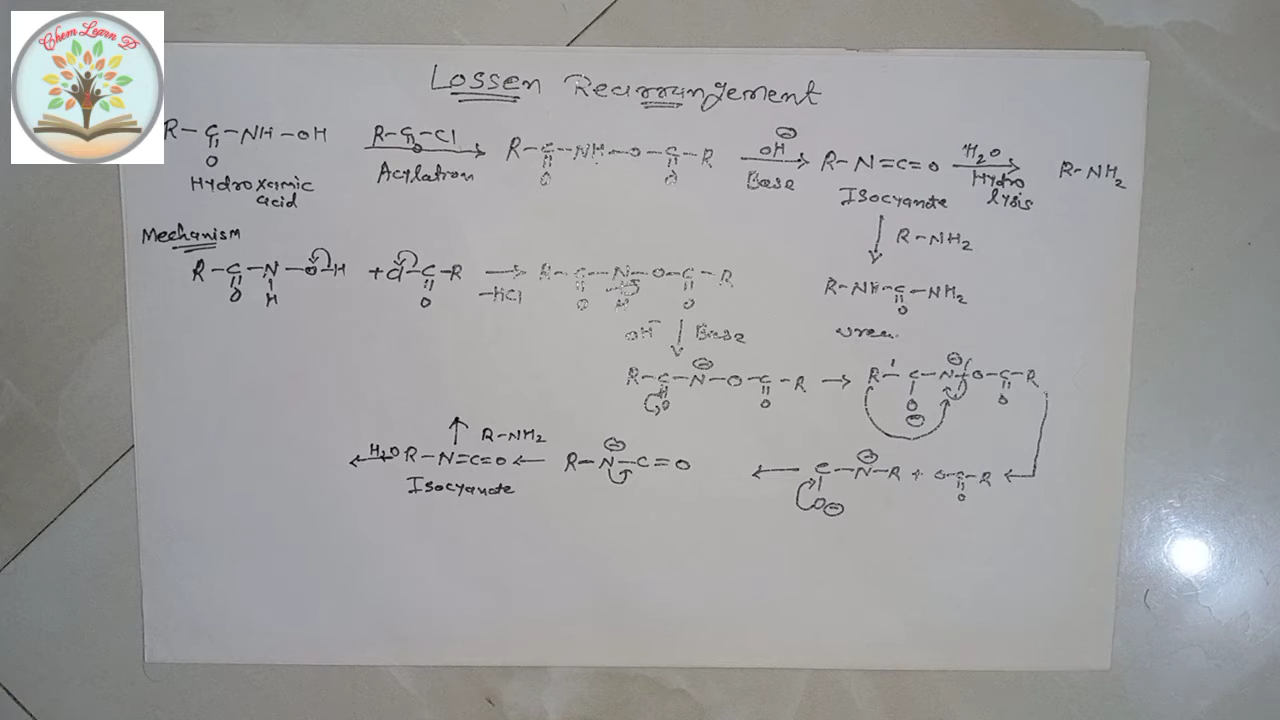 Chem Learn P
Lossen Rearrangement
R-C-NH-OH R-C-Cl R-C-NH-O-C-R OH⊖ R-N=C=O H2O R-NH2
O O O O
Hydroxamic acid Acylation Base Isocyanate Hydrolysis
R-NH2
R-NH-C-NH2
O
urea
Mechanism
R-C-N-O-H +Cl-C-R -HCl R-C-N-O-C-R
O H O O H O
OH- Base
R-C-N⊖-O-C-R R-C-N⊖-O-C-R
O O O⊖ O
C-N⊖-R + O-C-R
O⊖ O
R-N⊖-C=O
R-NH2
H2O R-N=C=O
Isocyanate